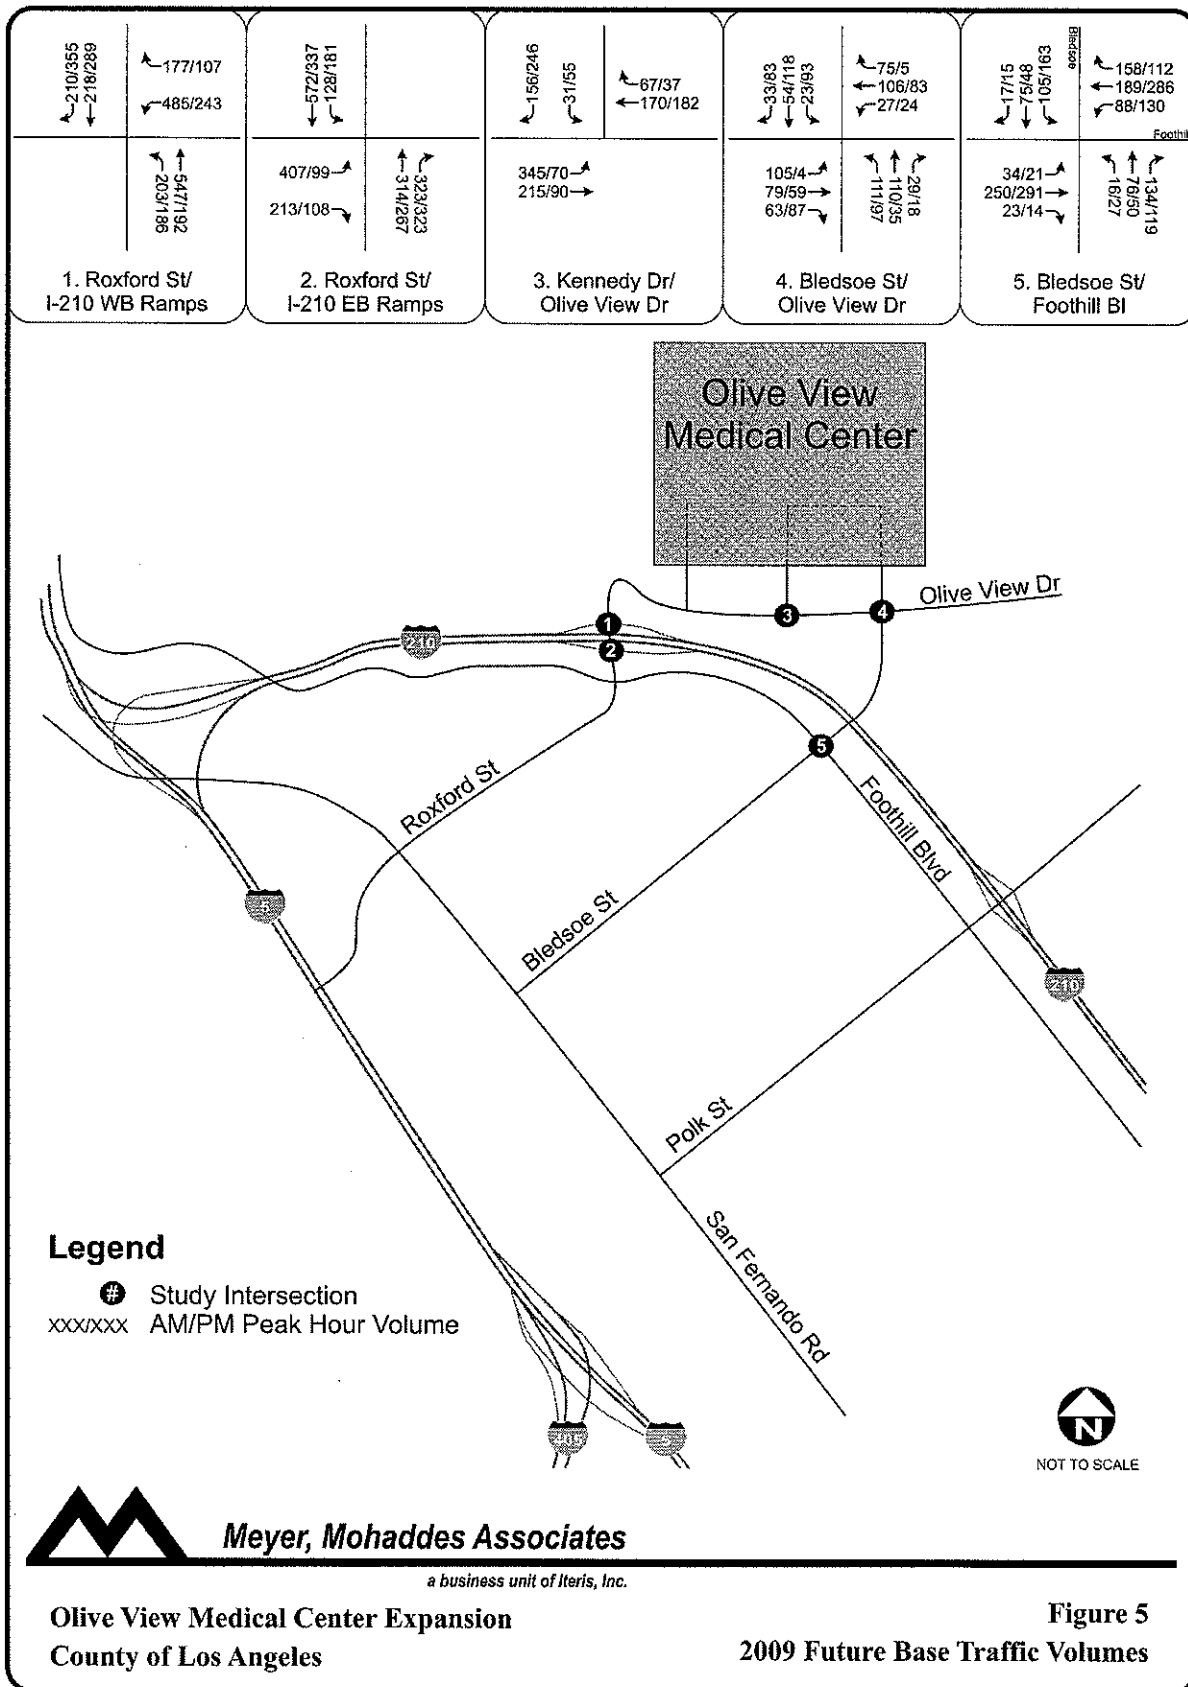 210/355
218/289
177/107
485/243
203/186
547/192
1. Roxford St/
I-210 WB Ramps
572/337
128/181
407/99
213/108
314/267
323/323
2. Roxford St/
I-210 EB Ramps
156/246
31/55
67/37
170/182
345/70
215/90
3. Kennedy Dr/
Olive View Dr
33/83
54/118
23/93
75/5
106/83
27/24
105/4
79/59
63/87
111/97
110/35
29/18
4. Bledsoe St/
Olive View Dr
17/15
75/48
105/163
Bledsoe
158/112
189/286
88/130
Foothil
34/21
250/291
23/14
16/27
76/50
134/119
5. Bledsoe St/
Foothill Bl
Olive View
Medical Center
Olive View Dr
1
2
3
4
5
210
Roxford St
Foothill Blvd
5
Bledsoe St
210
Polk St
San Fernando Rd
Legend
# Study Intersection
XXX/XXX AM/PM Peak Hour Volume
405
5
N
NOT TO SCALE
Meyer, Mohaddes Associates
a business unit of Iteris, Inc.
Olive View Medical Center Expansion
County of Los Angeles
Figure 5
2009 Future Base Traffic Volumes